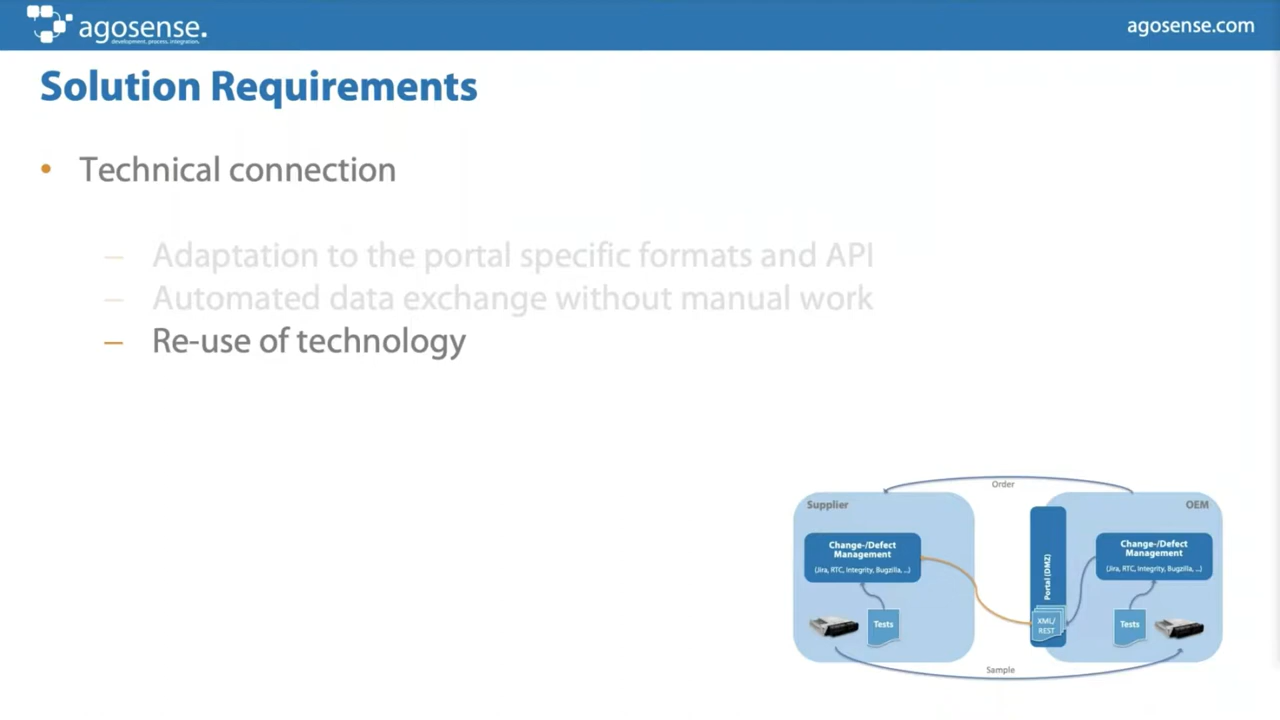 agosense.
development, process, integration.
agosense.com
Solution Requirements
• Technical connection
– Adaptation to the portal specific formats and API
– Automated data exchange without manual work
– Re-use of technology
Order
Supplier
OEM
Change-/Defect
Management
(Jira, RTC, Integrity, Bugzilla, ...)
Change-/Defect
Management
(Jira, RTC, Integrity, Bugzilla, ...)
Portal (DMZ)
Tests
XML/
REST
Tests
Sample